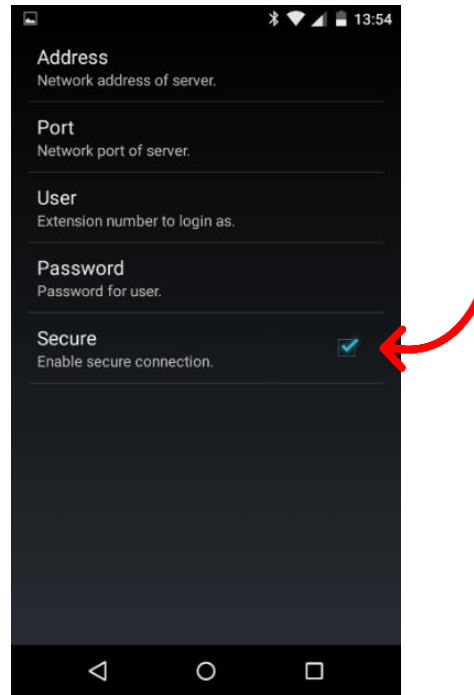 13:54
Address
Network address of server.
Port
Network port of server.
User
Extension number to login as.
Password
Password for user.
Secure
Enable secure connection.